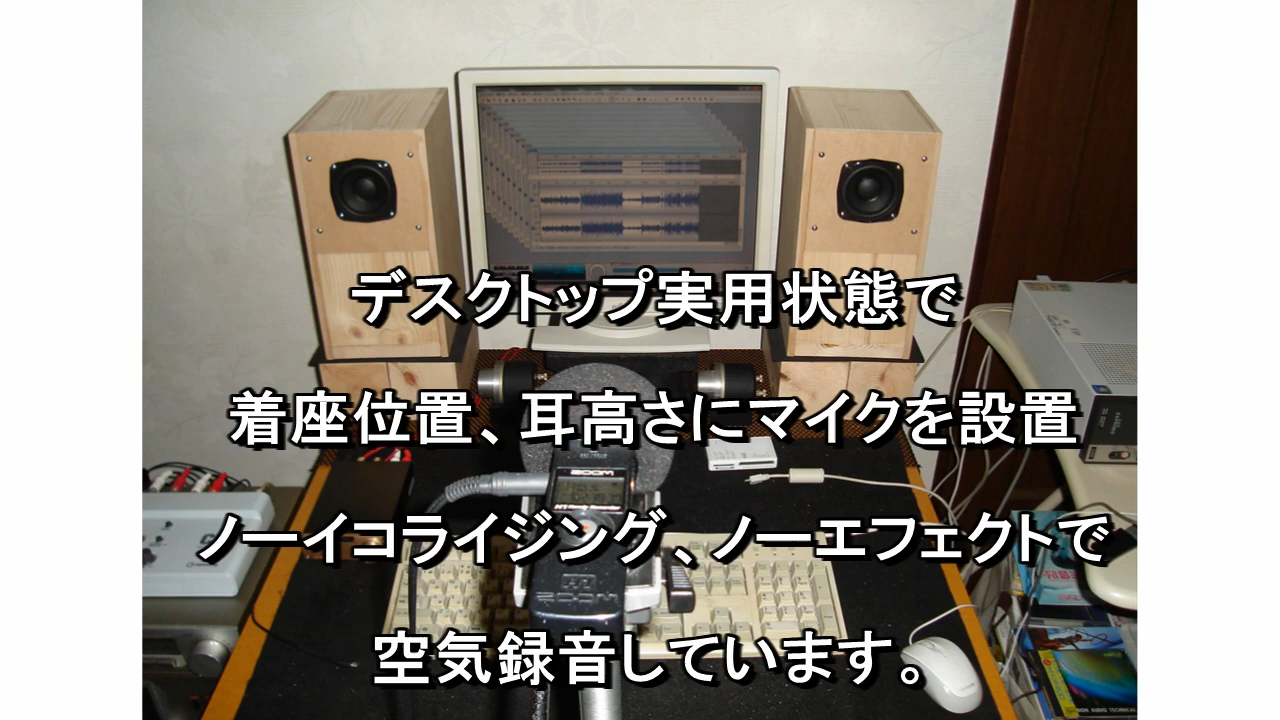 デスクトップ実用状態で
着座位置、耳高さにマイクを設置
ノーイコライジング、ノーエフェクトで
空気録音しています。
ZOOM